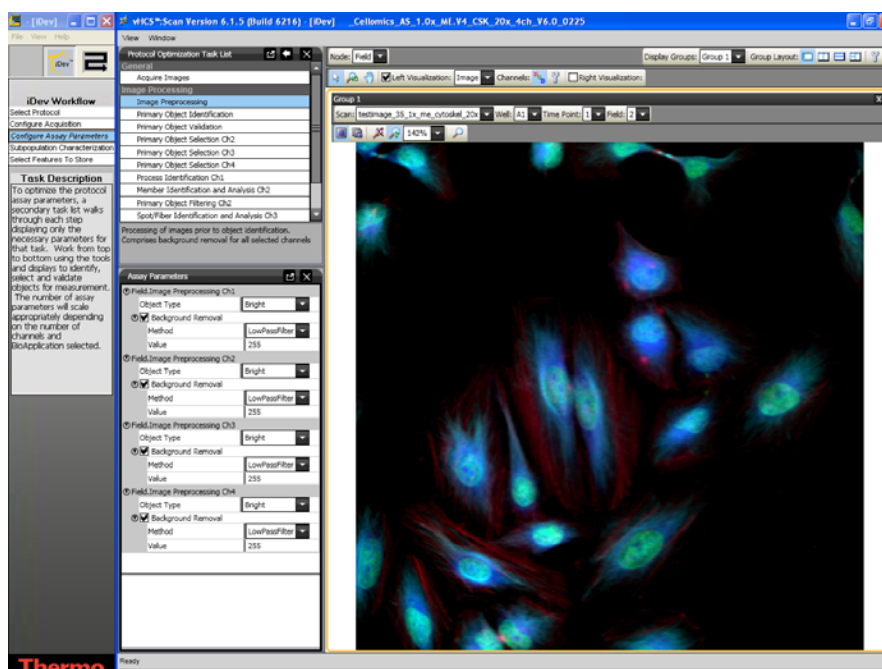 - [iDev]
File View Help
iDev
iDev Workflow
Select Protocol
Configure Acquisition
Configure Assay Parameters
Subpopulation Characterization
Select Features To Store
Task Description
To optimize the protocol
assay parameters, a
secondary task list walks
through each step
displaying only the
necessary parameters for
that task. Work from top
to bottom using the tools
and displays to identify,
select and validate
objects for measurement.
The number of assay
parameters will scale
appropriately depending
on the number of
channels and
BioApplication selected.
Thermo
vHCS™:Scan Version 6.1.5 (Build 6216) - [iDev] _Cellomics_AS_1.0x_ME.V4_CSK_20x_4ch_V6.0_0225
View Window
Protocol Optimization Task List
General
Acquire Images
Image Processing
Image Preprocessing
Primary Object Identification
Primary Object Validation
Primary Object Selection Ch2
Primary Object Selection Ch3
Primary Object Selection Ch4
Process Identification Ch1
Member Identification and Analysis Ch2
Primary Object Filtering Ch2
Spot/Fiber Identification and Analysis Ch3
Processing of images prior to object identification.
Comprises background removal for all selected channels
Assay Parameters
Field.Image Preprocessing Ch1
Object Type Bright
Background Removal
Method LowPassFilter
Value 255
Field.Image Preprocessing Ch2
Object Type Bright
Background Removal
Method LowPassFilter
Value 255
Field.Image Preprocessing Ch3
Object Type Bright
Background Removal
Method LowPassFilter
Value 255
Field.Image Preprocessing Ch4
Object Type Bright
Background Removal
Method LowPassFilter
Value 255
Ready
Node: Field Display Groups: Group 1 Group Layout:
Left Visualization: Image Channels: Right Visualization:
Group 1
Scan: testimage_3S_1x_me_cytoskel_20x Well: A1 Time Point: 1 Field: 2
142%